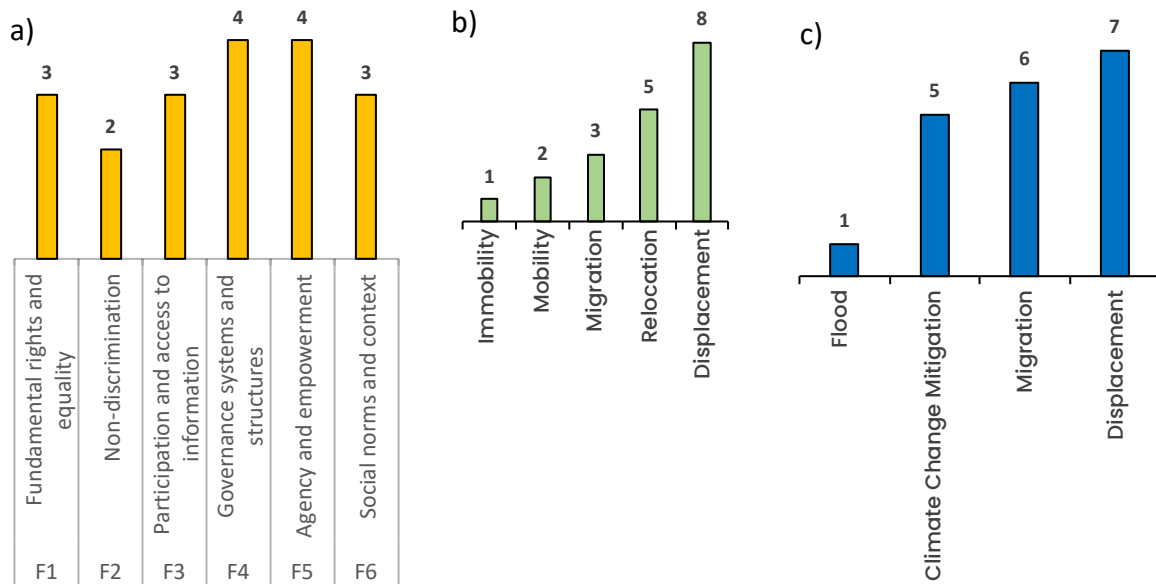 a)
3
2
3
4
4
3
Fundamental rights and
equality
Non-discrimination
Participation and access to
information
Governance systems and
structures
Agency and empowerment
Social norms and context
F1
F2
F3
F4
F5
F6
b)
1
2
3
5
8
Immobility
Mobility
Migration
Relocation
Displacement
c)
1
5
6
7
Flood
Climate Change Mitigation
Migration
Displacement